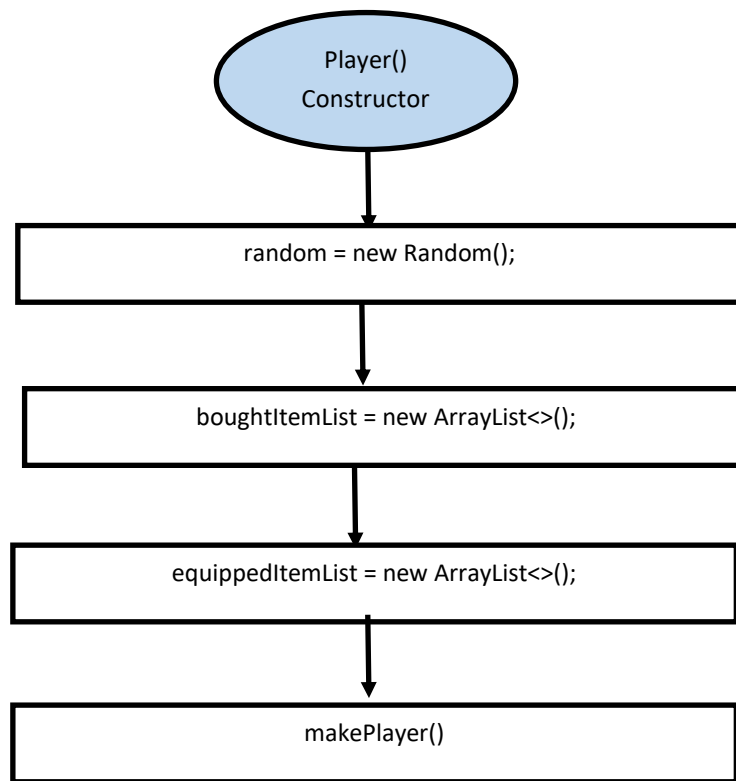 Player()
Constructor
random = new Random();
boughtItemList = new ArrayList<>();
equippedItemList = new ArrayList<>();
makePlayer()